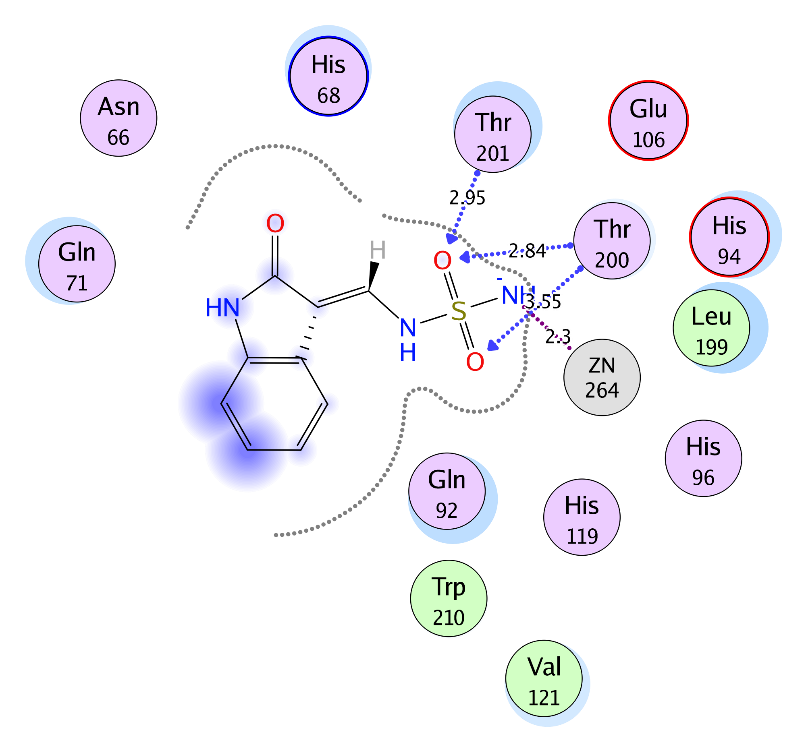 His
68
Asn
66
Thr
201
Glu
106
2.95
Gln
71
O
H
Thr
200
His
94
2.84
O
-
NH
3.55
HN
S
N
H
Leu
199
2.3
O
ZN
264
His
96
Gln
92
His
119
Trp
210
Val
121